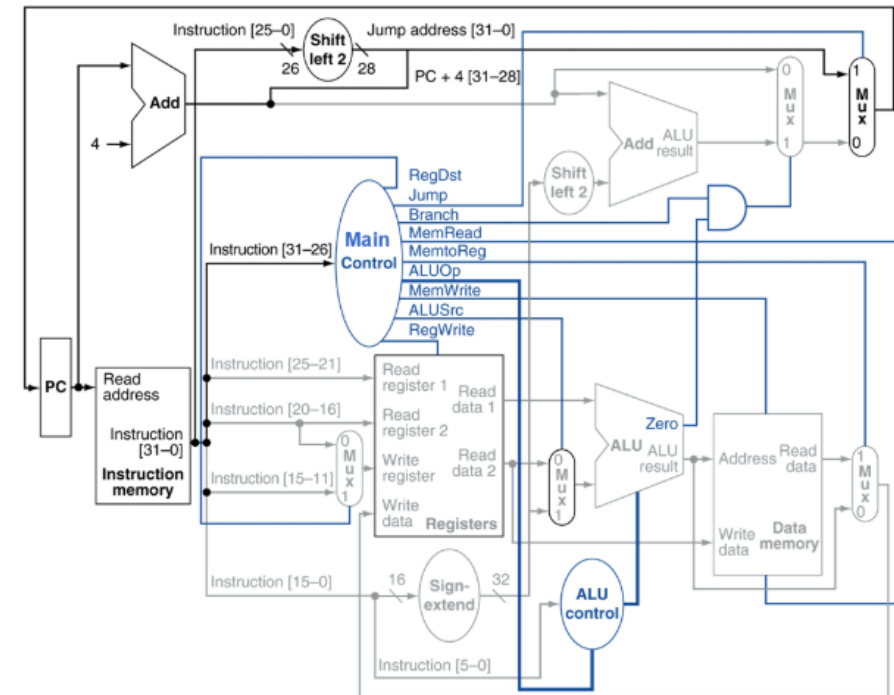 Instruction [25–0]
Shift
left 2
Jump address [31–0]
26
28
PC + 4 [31–28]
Add
4
0
M
u
x
1
1
M
u
x
0
Add
ALU
result
Shift
left 2
RegDst
Jump
Branch
MemRead
MemtoReg
ALUOp
MemWrite
ALUSrc
RegWrite
Main
Control
Instruction [31–26]
PC
Read
address
Instruction
[31–0]
Instruction
memory
Instruction [25–21]
Instruction [20–16]
Instruction [15–11]
Instruction [15–0]
0
M
u
x
1
Read
register 1
Read
register 2
Write
register
Write
data
Read
data 1
Read
data 2
Registers
0
M
u
x
1
Zero
ALU
ALU
result
Address
Read
data
Write
data
Data
memory
1
M
u
x
0
16
Sign-
extend
32
ALU
control
Instruction [5–0]